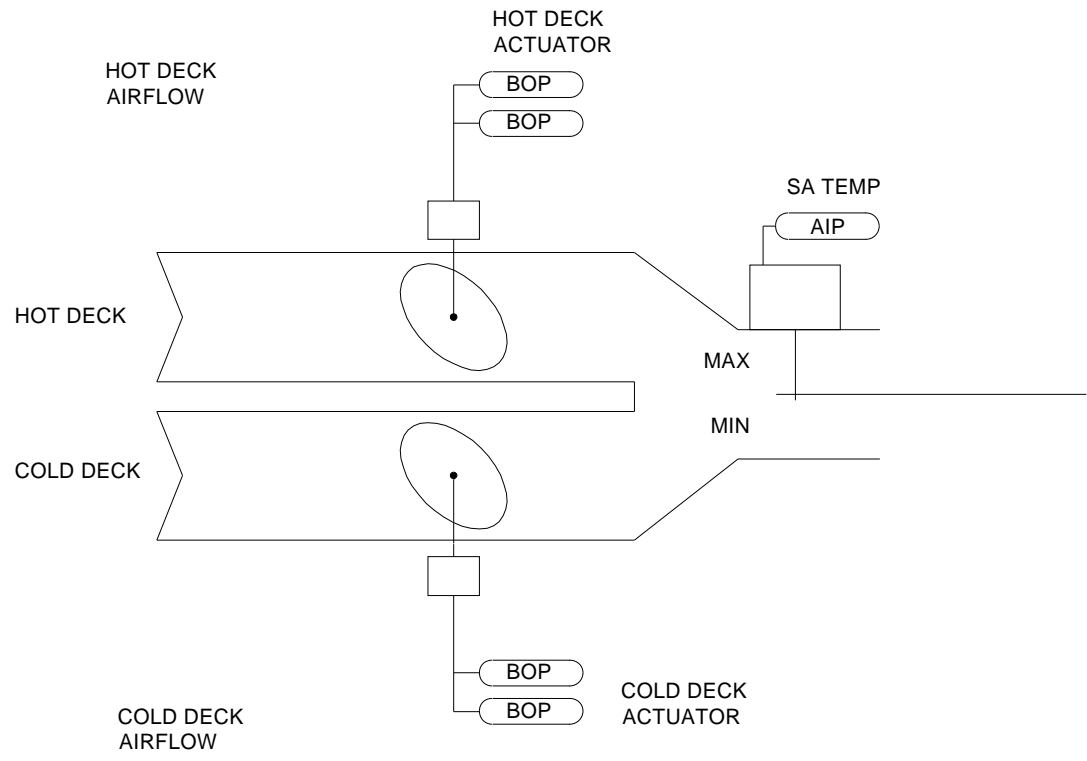 HOT DECK
ACTUATOR
HOT DECK
AIRFLOW
BOP
BOP
SA TEMP
AIP
HOT DECK
MAX
MIN
COLD DECK
BOP
BOP
COLD DECK
ACTUATOR
COLD DECK
AIRFLOW